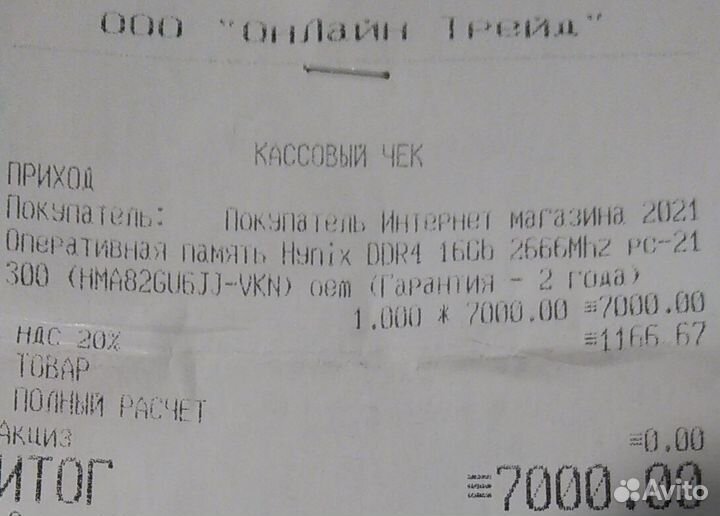 ООО "ОнЛайн Трейд"
КАССОВЫЙ ЧЕК
ПРИХОД
Покупатель: Покупатель Интернет магазина 2021
Оперативная память Hynix DDR4 16Gb 2666Mhz PC-21
300 (HMA82GU6JJ-VKN) oem (Гарантия - 2 года)
1.000 * 7000.00 =7000.00
НДС 20% =1166.67
ТОВАР
ПОЛНЫЙ РАСЧЕТ
АКЦИЗ =0.00
ИТОГ =7000.00
Avito